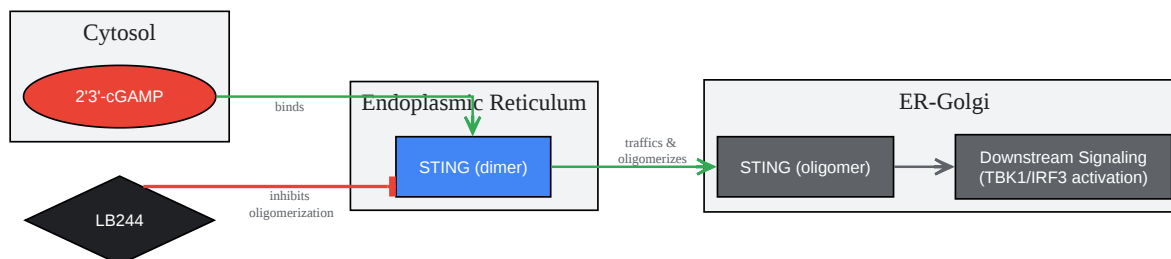 Cytosol
2'3'-cGAMP
binds
Endoplasmic Reticulum
STING (dimer)
LB244
inhibits
oligomerization
traffics &
oligomerizes
ER-Golgi
STING (oligomer)
Downstream Signaling
(TBK1/IRF3 activation)